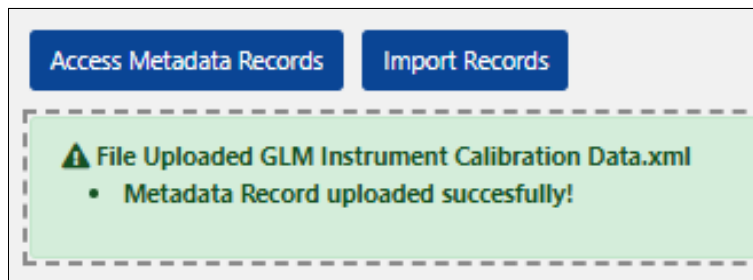 Access Metadata Records Import Records
File Uploaded GLM Instrument Calibration Data.xml
• Metadata Record uploaded succesfully!